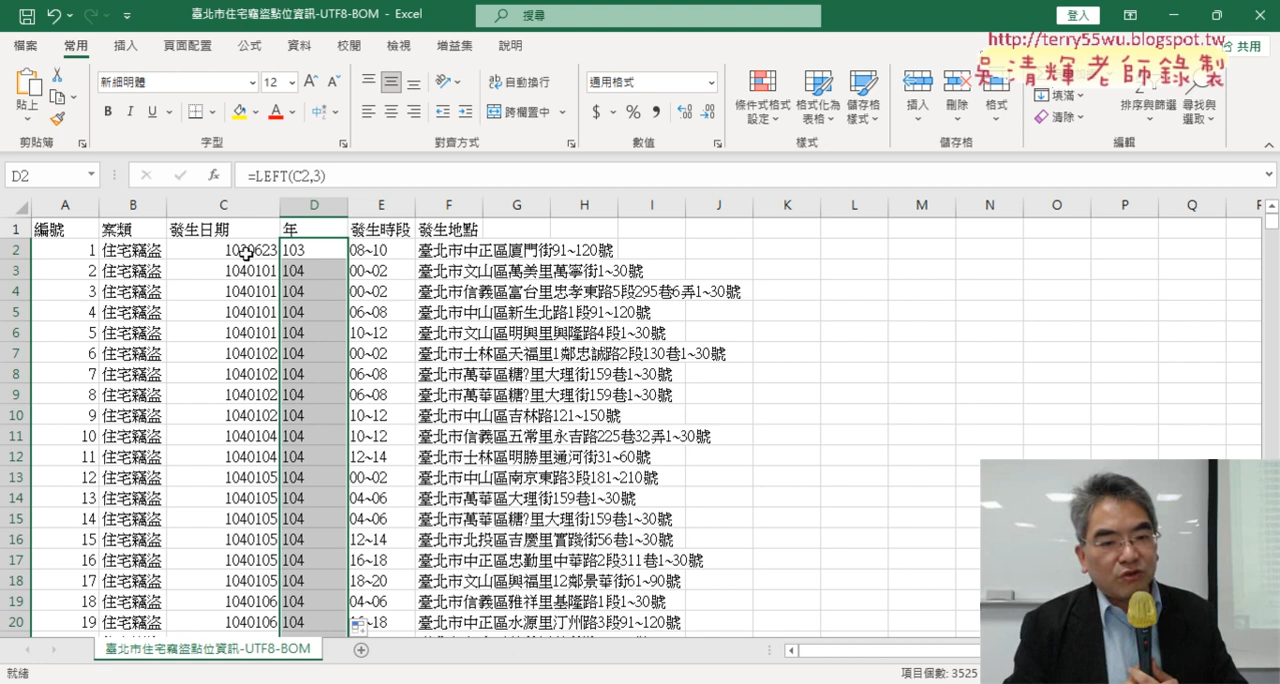 臺北市住宅竊盜點位資訊-UTF8-BOM - Excel
搜尋
登入
http://terry55wu.blogspot.tw
吳清輝老師錄製
檔案 常用 插入 頁面配置 公式 資料 校閱 檢視 增益集 說明
共用
貼上
新細明體 12
B I U
自動換行
跨欄置中
通用格式
$ % 9
條件式格式設定 格式化為表格 儲存格樣式
插入 刪除 格式
填滿
清除
排序與篩選 尋找與選取
剪貼簿 字型 對齊方式 數值 樣式 儲存格 編輯
D2 fx =LEFT(C2,3)
A B C D E F G H I J K L M N O P Q
1 編號 案類 發生日期 年 發生時段 發生地點
2 1 住宅竊盜 1030623 103 08~10 臺北市中正區廈門街91~120號
3 2 住宅竊盜 1040101 104 00~02 臺北市文山區萬美里萬寧街1~30號
4 3 住宅竊盜 1040101 104 00~02 臺北市信義區富台里忠孝東路5段295巷6弄1~30號
5 4 住宅竊盜 1040101 104 06~08 臺北市中山區新生北路1段91~120號
6 5 住宅竊盜 1040101 104 10~12 臺北市文山區明興里興隆路4段1~30號
7 6 住宅竊盜 1040102 104 00~02 臺北市士林區天福里1鄰忠誠路2段130巷1~30號
8 7 住宅竊盜 1040102 104 06~08 臺北市萬華區糖?里大理街159巷1~30號
9 8 住宅竊盜 1040102 104 06~08 臺北市萬華區糖?里大理街159巷1~30號
10 9 住宅竊盜 1040102 104 10~12 臺北市中山區吉林路121~150號
11 10 住宅竊盜 1040104 104 10~12 臺北市信義區五常里永吉路225巷32弄1~30號
12 11 住宅竊盜 1040104 104 12~14 臺北市士林區明勝里通河街31~60號
13 12 住宅竊盜 1040105 104 00~02 臺北市中山區南京東路3段181~210號
14 13 住宅竊盜 1040105 104 04~06 臺北市萬華區大理街159巷1~30號
15 14 住宅竊盜 1040105 104 04~06 臺北市萬華區糖?里大理街159巷1~30號
16 15 住宅竊盜 1040105 104 12~14 臺北市北投區吉慶里實踐街56巷1~30號
17 16 住宅竊盜 1040105 104 16~18 臺北市中正區忠勤里中華路2段311巷1~30號
18 17 住宅竊盜 1040105 104 18~20 臺北市文山區興福里12鄰景華街61~90號
19 18 住宅竊盜 1040106 104 04~06 臺北市信義區雅祥里基隆路1段1~30號
20 19 住宅竊盜 1040106 104 ~18 臺北市中正區水源里汀州路3段91~120號
臺北市住宅竊盜點位資訊-UTF8-BOM
就緒 項目個數: 3525